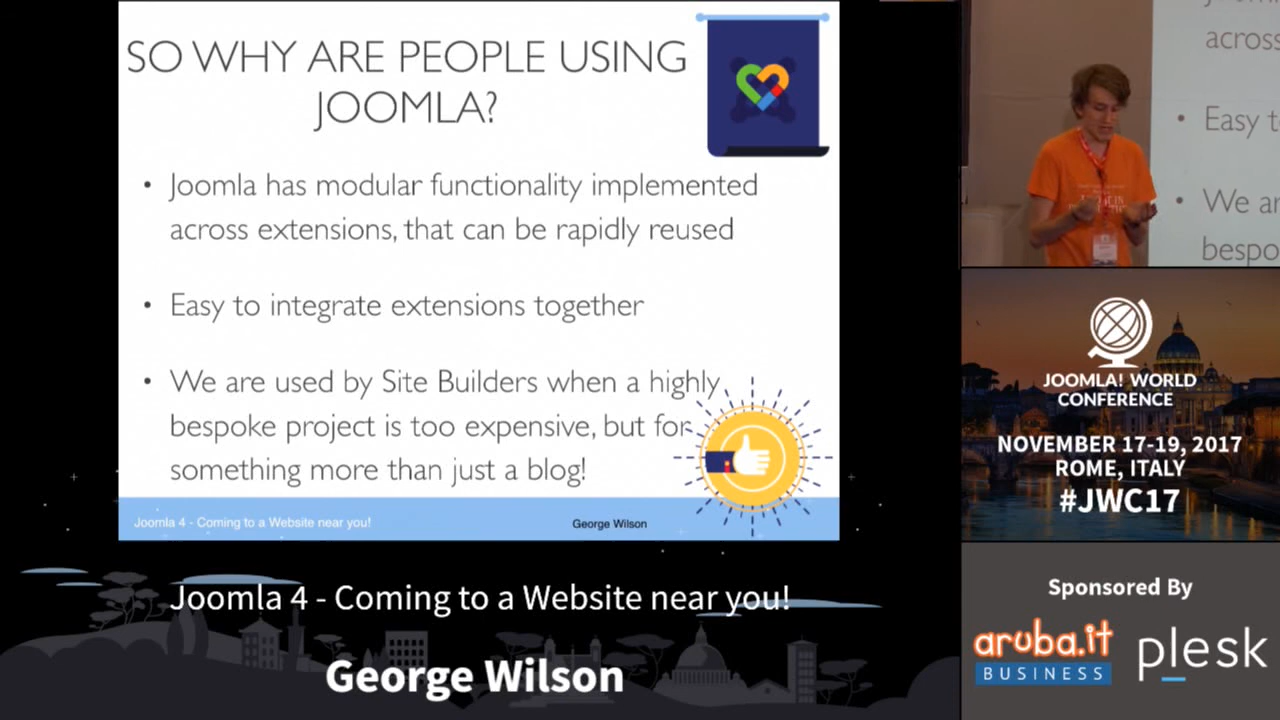 SO WHY ARE PEOPLE USING
JOOMLA?
• Joomla has modular functionality implemented
across extensions, that can be rapidly reused
• Easy to integrate extensions together
• We are used by Site Builders when a highly
bespoke project is too expensive, but for
something more than just a blog!
Joomla 4 - Coming to a Website near you!
George Wilson
Joomla 4 - Coming to a Website near you!
George Wilson
across
• Easy t
• We ar
bespo
JOOMLA! WORLD
CONFERENCE
NOVEMBER 17-19, 2017
ROME, ITALY
#JWC17
Sponsored By
aruba.it
BUSINESS
plesk